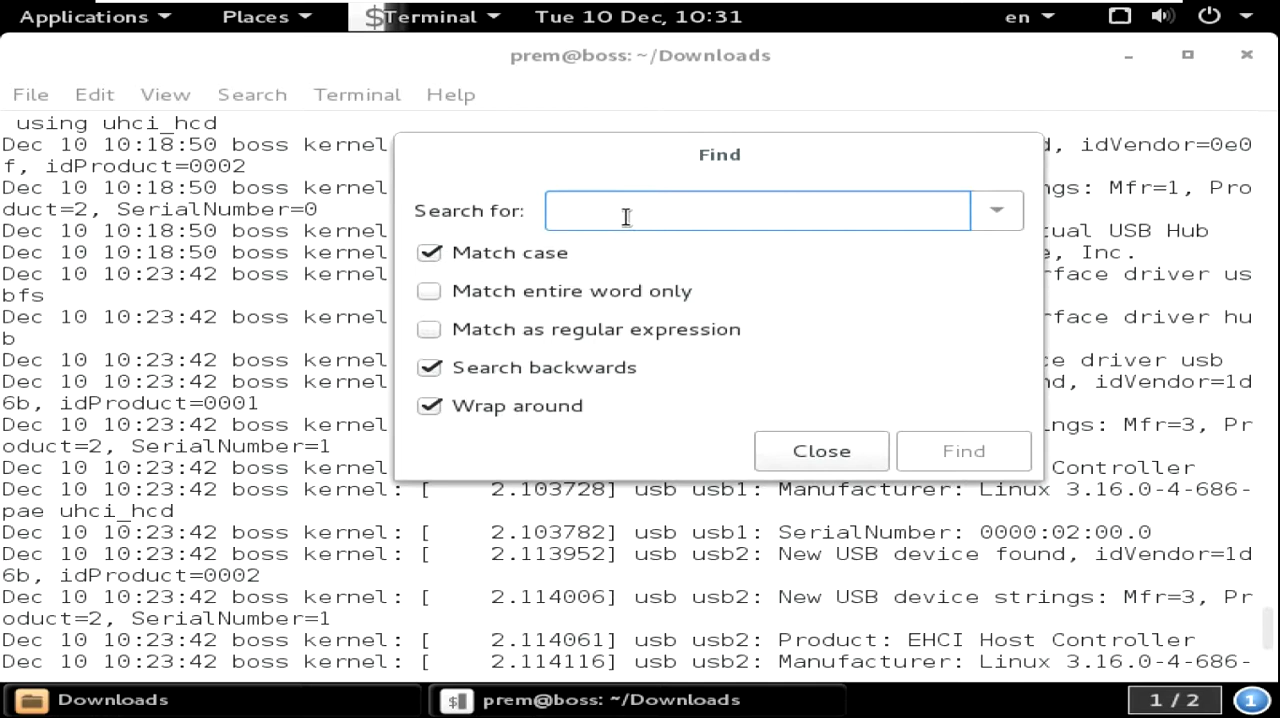 Applications Places $ Terminal Tue 10 Dec, 10:31 en
prem@boss: ~/Downloads
File Edit View Search Terminal Help
using uhci_hcd
Dec 10 10:18:50 boss kernel: d, idVendor=0e0
f, idProduct=0002
Dec 10 10:18:50 boss kernel: ngs: Mfr=1, Pro
duct=2, SerialNumber=0
Dec 10 10:18:50 boss kernel: tual USB Hub
Dec 10 10:18:50 boss kernel: e, Inc.
Dec 10 10:23:42 boss kernel: rface driver us
bfs
Dec 10 10:23:42 boss kernel: rface driver hu
b
Dec 10 10:23:42 boss kernel: ce driver usb
Dec 10 10:23:42 boss kernel: nd, idVendor=1d
6b, idProduct=0001
Dec 10 10:23:42 boss kernel: ings: Mfr=3, Pr
oduct=2, SerialNumber=1
Dec 10 10:23:42 boss kernel: Controller
Dec 10 10:23:42 boss kernel: [ 2.103728] usb usb1: Manufacturer: Linux 3.16.0-4-686-
pae uhci_hcd
Dec 10 10:23:42 boss kernel: [ 2.103782] usb usb1: SerialNumber: 0000:02:00.0
Dec 10 10:23:42 boss kernel: [ 2.113952] usb usb2: New USB device found, idVendor=1d
6b, idProduct=0002
Dec 10 10:23:42 boss kernel: [ 2.114006] usb usb2: New USB device strings: Mfr=3, Pr
oduct=2, SerialNumber=1
Dec 10 10:23:42 boss kernel: [ 2.114061] usb usb2: Product: EHCI Host Controller
Dec 10 10:23:42 boss kernel: [ 2.114116] usb usb2: Manufacturer: Linux 3.16.0-4-686-
Find
Search for:
Match case
Match entire word only
Match as regular expression
Search backwards
Wrap around
Close Find
Downloads $ prem@boss: ~/Downloads 1 / 2 1